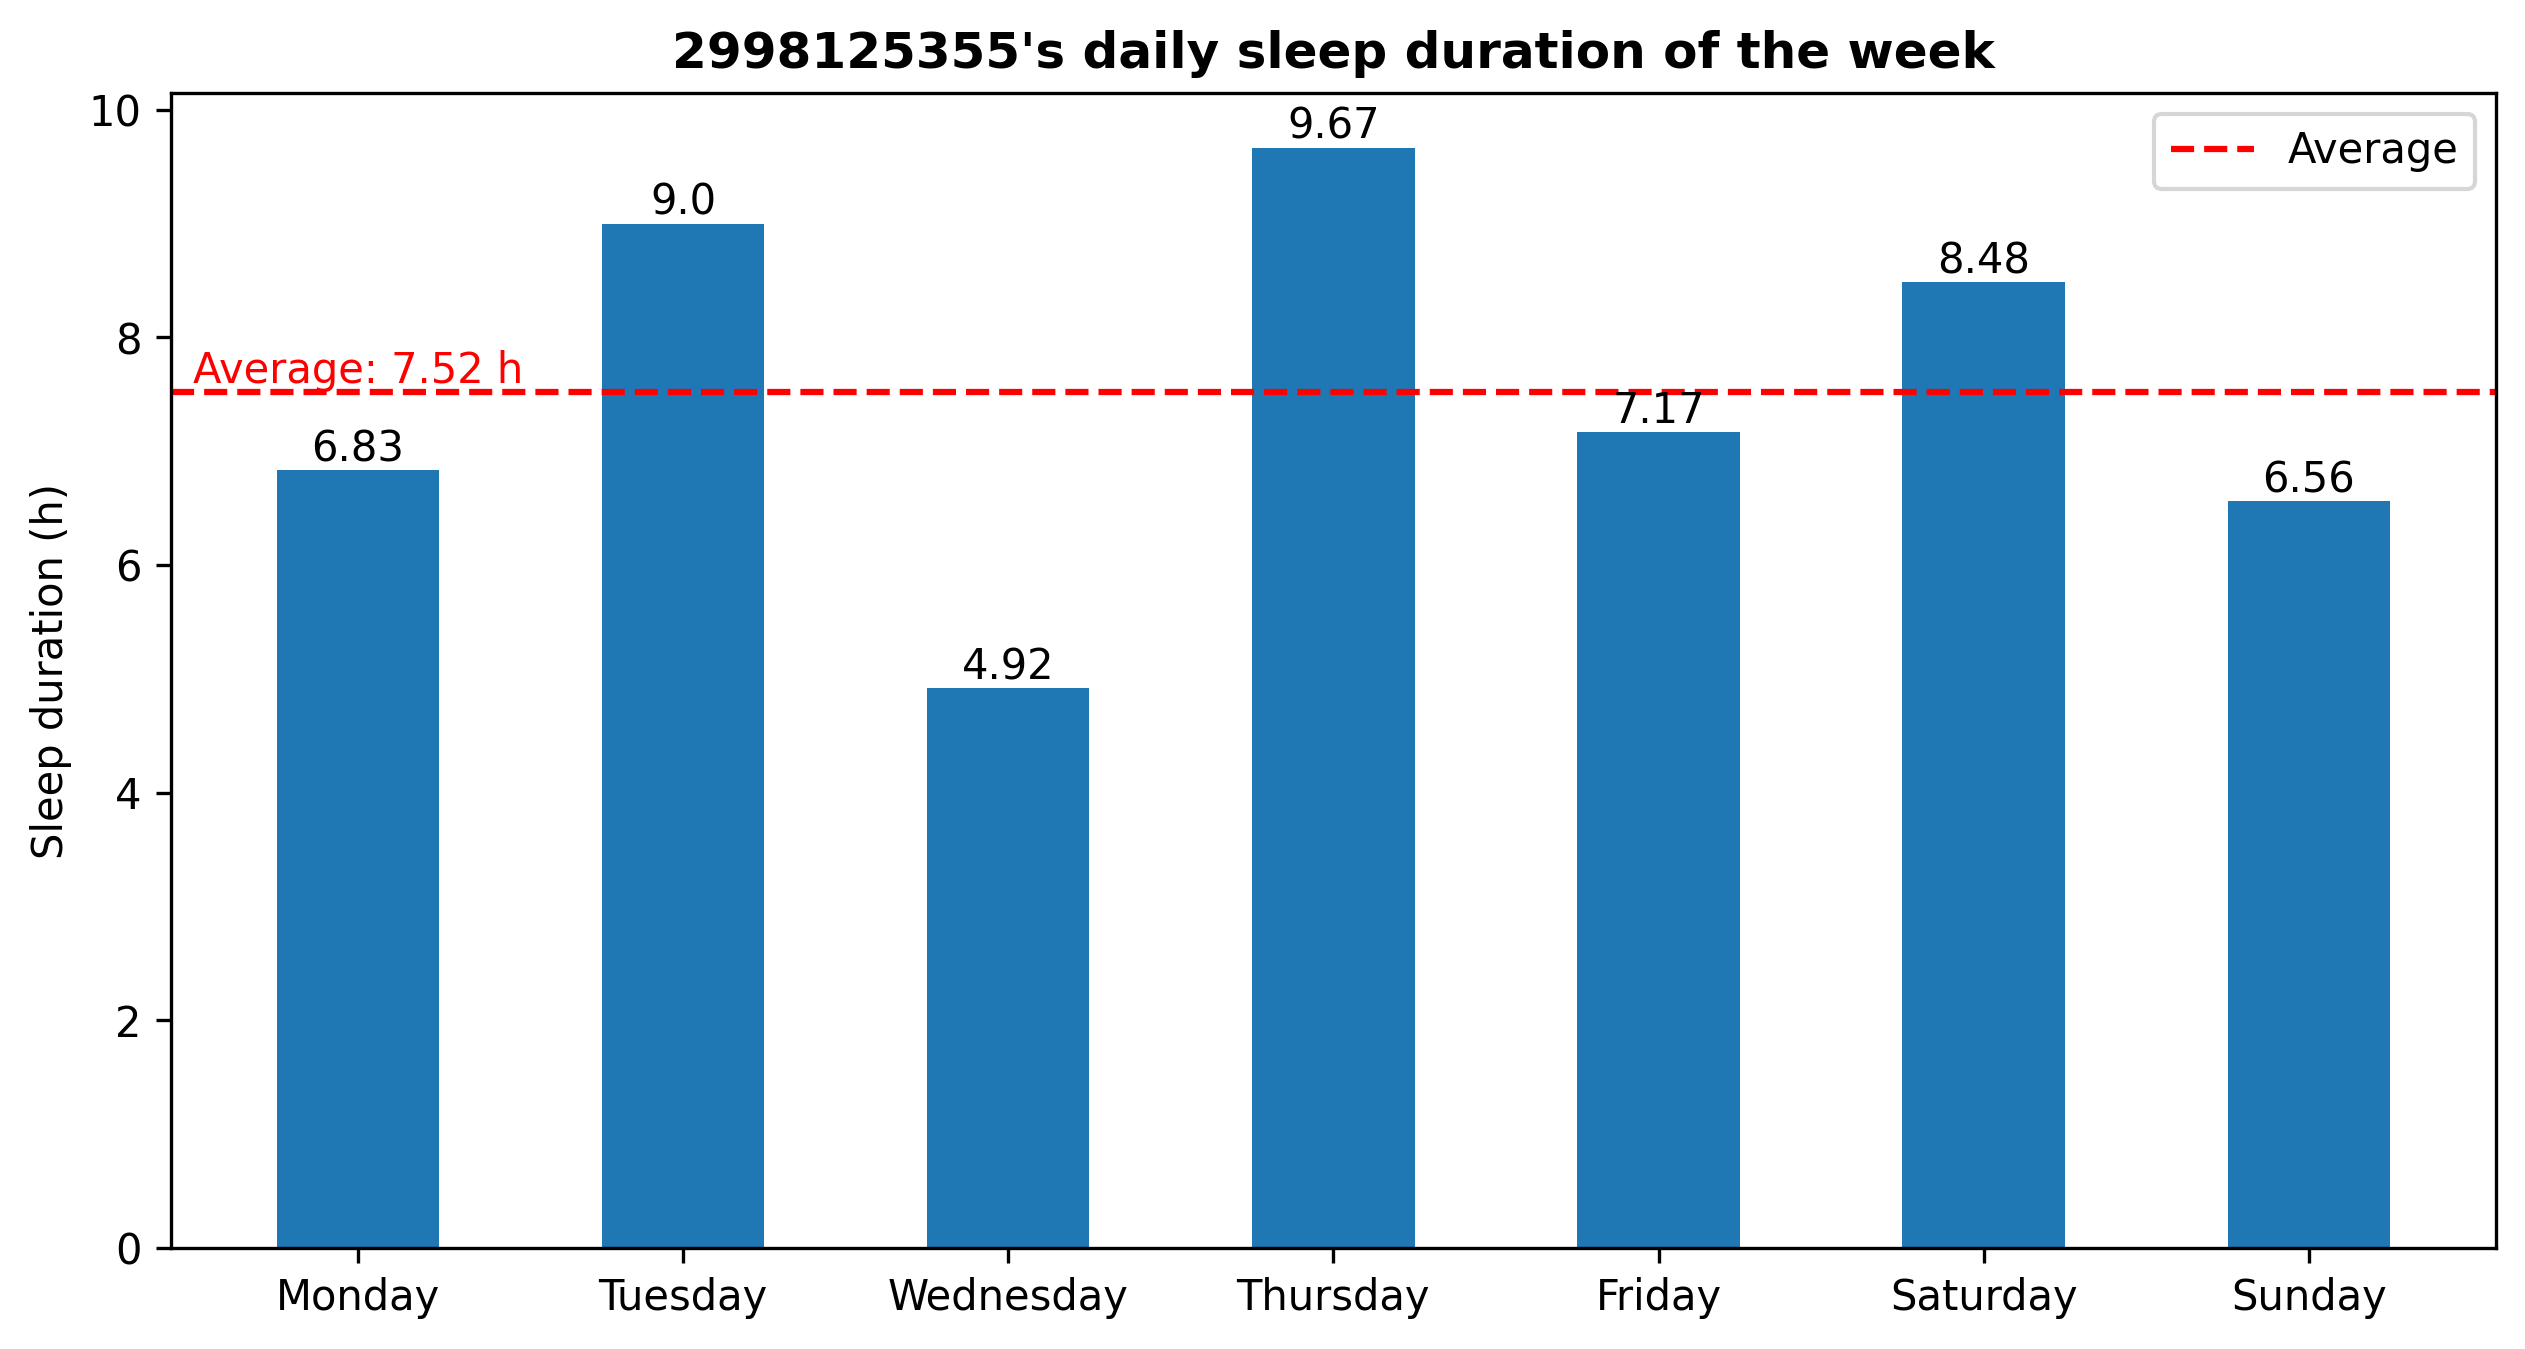 2998125355's daily sleep duration of the week
Average
Average: 7.52 h
Sleep duration (h)
10
8
6
4
2
0
6.83
9.0
4.92
9.67
7.17
8.48
6.56
Monday
Tuesday
Wednesday
Thursday
Friday
Saturday
Sunday